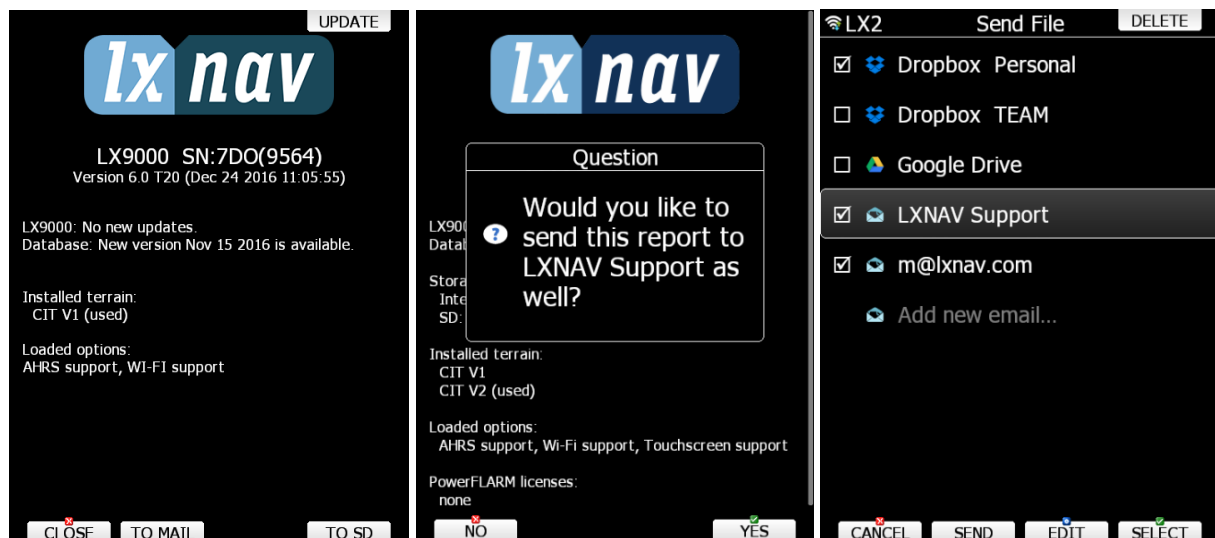 UPDATE
lx nav
LX9000 SN:7DO(9564)
Version 6.0 T20 (Dec 24 2016 11:05:55)
LX9000: No new updates.
Database: New version Nov 15 2016 is available.
Installed terrain:
CIT V1 (used)
Loaded options:
AHRS support, WI-FI support
CLOSE TO MAIL TO SD
lx nav
Question
Would you like to
send this report to
LXNAV Support as
well?
LX900
Datab
Stora
Inte
SD:
Installed terrain:
CIT V1
CIT V2 (used)
Loaded options:
AHRS support, Wi-Fi support, Touchscreen support
PowerFLARM licenses:
none
NO YES
LX2 Send File DELETE
Dropbox Personal
Dropbox TEAM
Google Drive
LXNAV Support
m@lxnav.com
Add new email...
CANCEL SEND EDIT SELECT